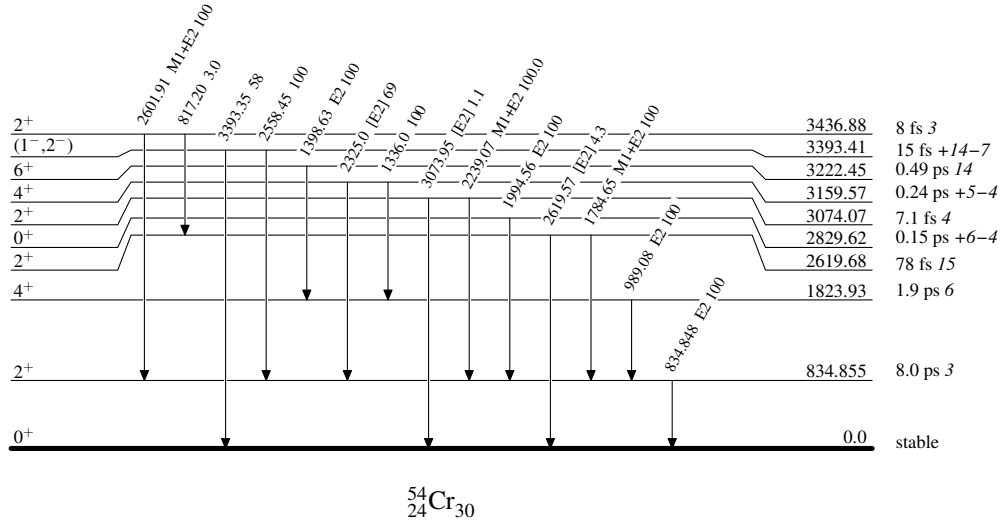 2601.91 M1+E2 100
817.20 3.0
3393.35 58
2558.45 100
1398.63 E2 100
2325.0 [E2] 69
1336.0 100
3073.95 [E2] 1.1
2239.07 M1+E2 100.0
1994.56 E2 100
2619.57 [E2] 4.3
1784.65 M1+E2 100
989.08 E2 100
834.848 E2 100
2⁺ 3436.88 8 fs 3
(1⁻,2⁻) 3393.41 15 fs +14−7
6⁺ 3222.45 0.49 ps 14
4⁺ 3159.57 0.24 ps +5−4
2⁺ 3074.07 7.1 fs 4
0⁺ 2829.62 0.15 ps +6−4
2⁺ 2619.68 78 fs 15
4⁺ 1823.93 1.9 ps 6
2⁺ 834.855 8.0 ps 3
0⁺ 0.0 stable
⁵⁴₂₄Cr₃₀